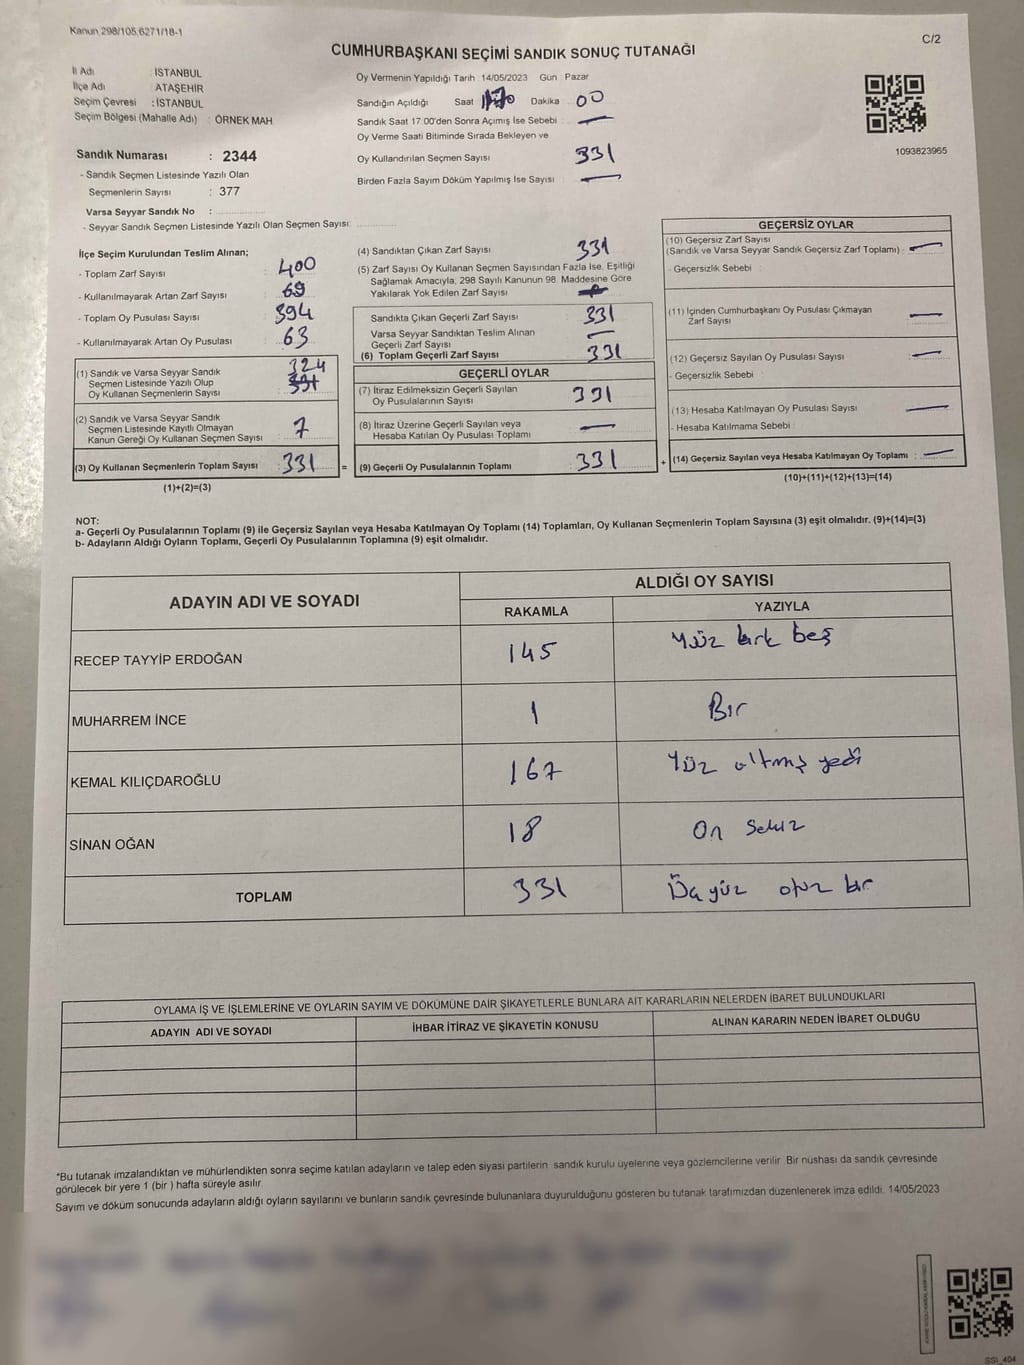 Kanun 298/105,6271/18-1
C/2
CUMHURBAŞKANI SEÇİMİ SANDIK SONUÇ TUTANAĞI
İl Adı : İSTANBUL
İlçe Adı : ATAŞEHİR
Seçim Çevresi : İSTANBUL
Seçim Bölgesi (Mahalle Adı) : ÖRNEK MAH.
Sandık Numarası : 2344
- Sandık Seçmen Listesinde Yazılı Olan
Seçmenlerin Sayısı : 377
Varsa Seyyar Sandık No :
- Seyyar Sandık Seçmen Listesinde Yazılı Olan Seçmen Sayısı:
Oy Vermenin Yapıldığı Tarih : 14/05/2023 Gün : Pazar
Sandığın Açıldığı Saat Dakika 00
Sandık Saat 17:00'den Sonra Açımış İse Sebebi : —
Oy Verme Saati Bitiminde Sırada Bekleyen ve
Oy Kullandırılan Seçmen Sayısı 331
Birden Fazla Sayım Döküm Yapılmış İse Sayısı : —
1093823965
İlçe Seçim Kurulundan Teslim Alınan;
- Toplam Zarf Sayısı : 400
- Kullanılmayarak Artan Zarf Sayısı : 69
- Toplam Oy Pusulası Sayısı : 394
- Kullanılmayarak Artan Oy Pusulası : 63
(1) Sandık ve Varsa Seyyar Sandık 324
Seçmen Listesinde Yazılı Olup
Oy Kullanan Seçmenlerin Sayısı : 331
(2) Sandık ve Varsa Seyyar Sandık
Seçmen Listesinde Kayıtlı Olmayan
Kanun Gereği Oy Kullanan Seçmen Sayısı : 7
(3) Oy Kullanan Seçmenlerin Toplam Sayısı : 331
(1)+(2)=(3)
=
(4) Sandıktan Çıkan Zarf Sayısı : 331
(5) Zarf Sayısı Oy Kullanan Seçmen Sayısından Fazla İse, Eşitliği
Sağlamak Amacıyla; 298 Sayılı Kanunun 98. Maddesine Göre
Yakılarak Yok Edilen Zarf Sayısı :
Sandıkta Çıkan Geçerli Zarf Sayısı : 331
Varsa Seyyar Sandıktan Teslim Alınan
Geçerli Zarf Sayısı : —
(6) Toplam Geçerli Zarf Sayısı : 331
GEÇERLİ OYLAR
(7) İtiraz Edilmeksizin Geçerli Sayılan
Oy Pusulalarının Sayısı : 331
(8) İtiraz Üzerine Geçerli Sayılan veya
Hesaba Katılan Oy Pusulası Toplamı : —
(9) Geçerli Oy Pusulalarının Toplamı : 331
+
GEÇERSİZ OYLAR
(10) Geçersiz Zarf Sayısı
(Sandık ve Varsa Seyyar Sandık Geçersiz Zarf Toplamı) : —
- Geçersizlik Sebebi :
(11) İçinden Cumhurbaşkanı Oy Pusulası Çıkmayan
Zarf Sayısı : —
(12) Geçersiz Sayılan Oy Pusulası Sayısı : —
- Geçersizlik Sebebi :
(13) Hesaba Katılmayan Oy Pusulası Sayısı : —
- Hesaba Katılmama Sebebi :
(14) Geçersiz Sayılan veya Hesaba Katılmayan Oy Toplamı : —
(10)+(11)+(12)+(13)=(14)
NOT:
a- Geçerli Oy Pusulalarının Toplamı (9) ile Geçersiz Sayılan veya Hesaba Katılmayan Oy Toplamı (14) Toplamları, Oy Kullanan Seçmenlerin Toplam Sayısına (3) eşit olmalıdır. (9)+(14)=(3)
b- Adayların Aldığı Oyların Toplamı, Geçerli Oy Pusulalarının Toplamına (9) eşit olmalıdır.
ADAYIN ADI VE SOYADI ALDIĞI OY SAYISI
RAKAMLA YAZIYLA
RECEP TAYYİP ERDOĞAN 145 Yüz kırk beş
MUHARREM İNCE 1 Bir
KEMAL KILIÇDAROĞLU 167 Yüz altmış yedi
SİNAN OĞAN 18 On Sekiz
TOPLAM 331 Üçyüz otuz bir
OYLAMA İŞ VE İŞLEMLERİNE VE OYLARIN SAYIM VE DÖKÜMÜNE DAİR ŞİKAYETLERLE BUNLARA AİT KARARLARIN NELERDEN İBARET BULUNDUKLARI
ADAYIN ADI VE SOYADI İHBAR İTİRAZ VE ŞİKAYETİN KONUSU ALINAN KARARIN NEDEN İBARET OLDUĞU
*Bu tutanak imzalandıktan ve mühürlendikten sonra seçime katılan adayların ve talep eden siyasi partilerin sandık kurulu üyelerine veya gözlemcilerine verilir. Bir nüshası da sandık çevresinde
görülecek bir yere 1 (bir ) hafta süreyle asılır.
Sayım ve döküm sonucunda adayların aldığı oyların sayılarını ve bunların sandık çevresinde bulunanlara duyurulduğunu gösteren bu tutanak tarafımızdan düzenlenerek imza edildi. 14/05/2023
SSI_404